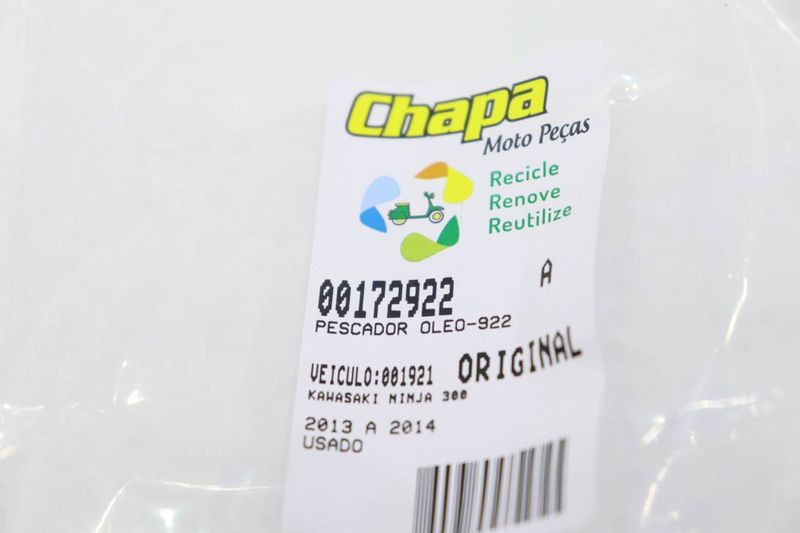 Chapa
Moto Peças
Recicle
Renove
Reutilize
A
00172922
PESCADOR OLEO-922
VEICULO:001921 ORIGINAL
KAWASAKI NINJA 300
2013 A 2014
USADO